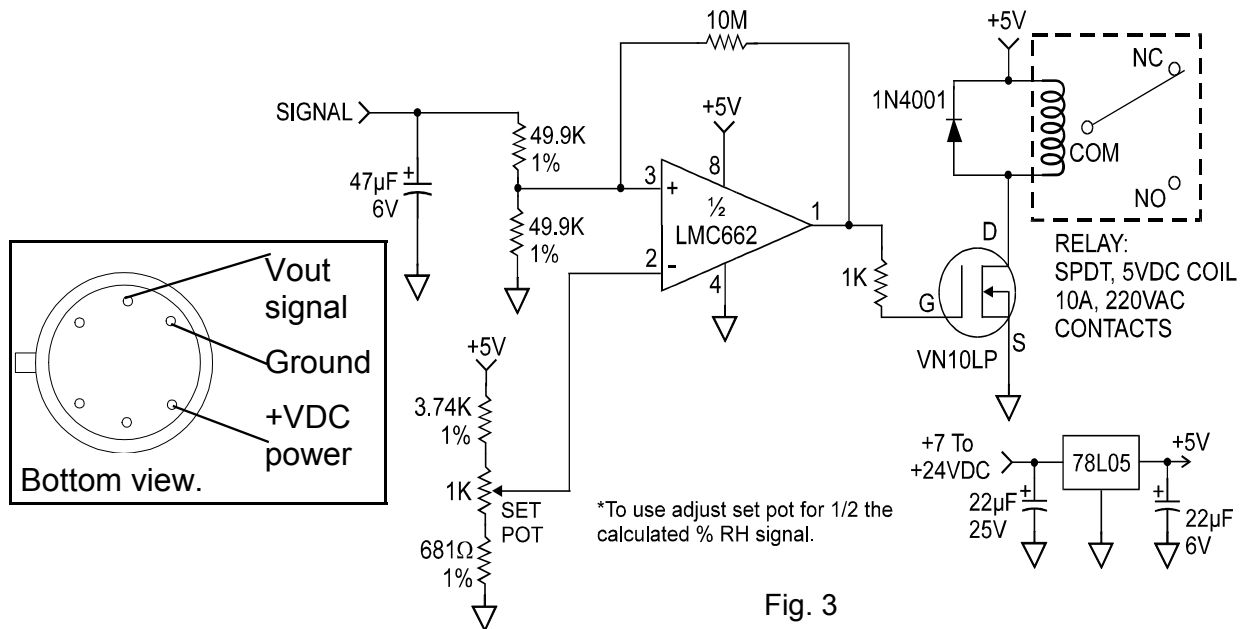 10M
+5V
NC
1N4001
COM
NO
SIGNAL
49.9K
1%
+5V
47µF
6V
+
3
+
8
½
LMC662
1
49.9K
1%
2
-
4
1K
D
G
S
VN10LP
RELAY:
SPDT, 5VDC COIL
10A, 220VAC
CONTACTS
Vout
signal
Ground
+VDC
power
Bottom view.
+5V
3.74K
1%
1K
SET
POT
681Ω
1%
*To use adjust set pot for 1/2 the
calculated % RH signal.
+7 To
+24VDC
78L05
+5V
+
22µF
25V
+
22µF
6V
Fig. 3